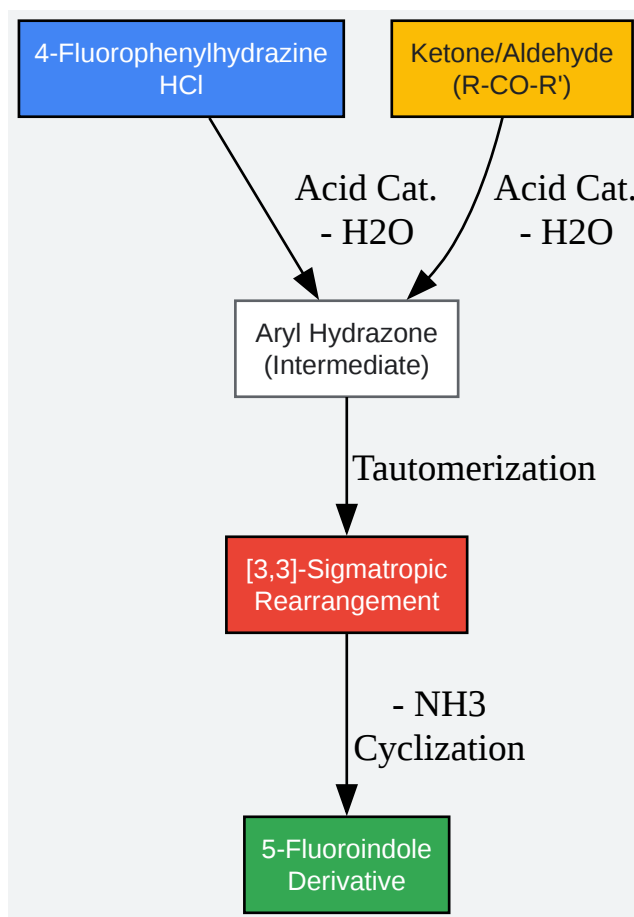 4-Fluorophenylhydrazine
HCl
Ketone/Aldehyde
(R-CO-R')
Acid Cat.
- H2O
Acid Cat.
- H2O
Aryl Hydrazone
(Intermediate)
Tautomerization
[3,3]-Sigmatropic
Rearrangement
- NH3
Cyclization
5-Fluoroindole
Derivative